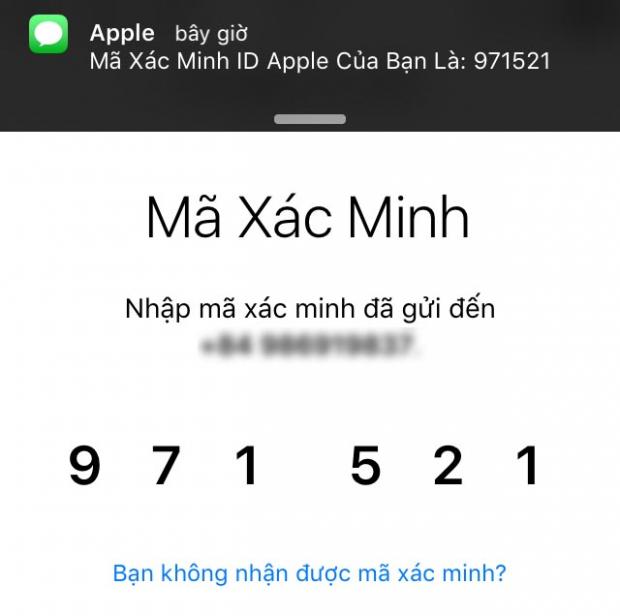 Apple bây giờ
Mã Xác Minh ID Apple Của Bạn Là: 971521
Mã Xác Minh
Nhập mã xác minh đã gửi đến
9 7 1 5 2 1
Bạn không nhận được mã xác minh?